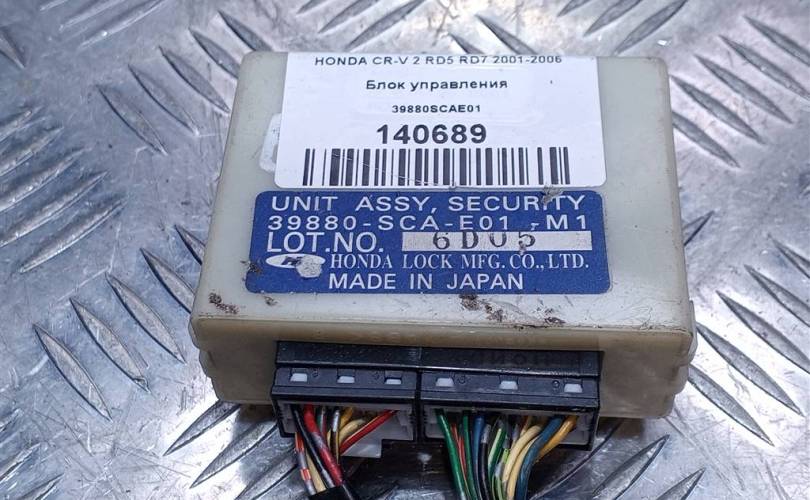 HONDA CR-V 2 RD5 RD7 2001-2006
Блок управления
39880SCAE01
140689
UNIT ASSY, SECURITY
39880-SCA-E01 -M1
LOT.NO. 6D05
HONDA LOCK MFG.CO.,LTD.
MADE IN JAPAN